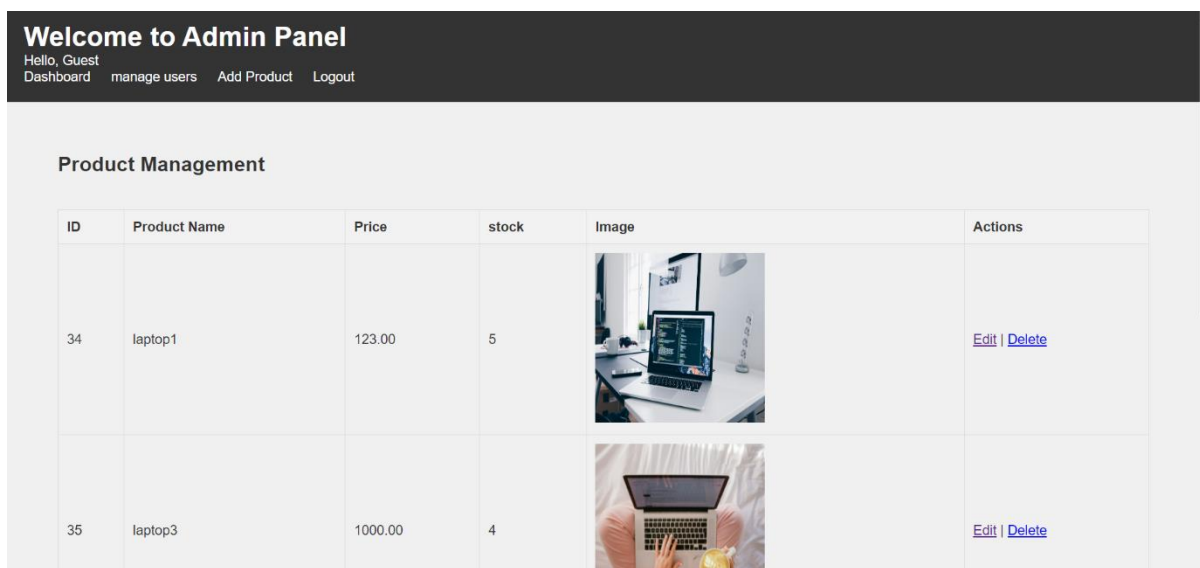 Welcome to Admin Panel
Hello, Guest
Dashboard manage users Add Product Logout
Product Management
ID Product Name Price stock Image Actions
34 laptop1 123.00 5 Edit | Delete
35 laptop3 1000.00 4 Edit | Delete